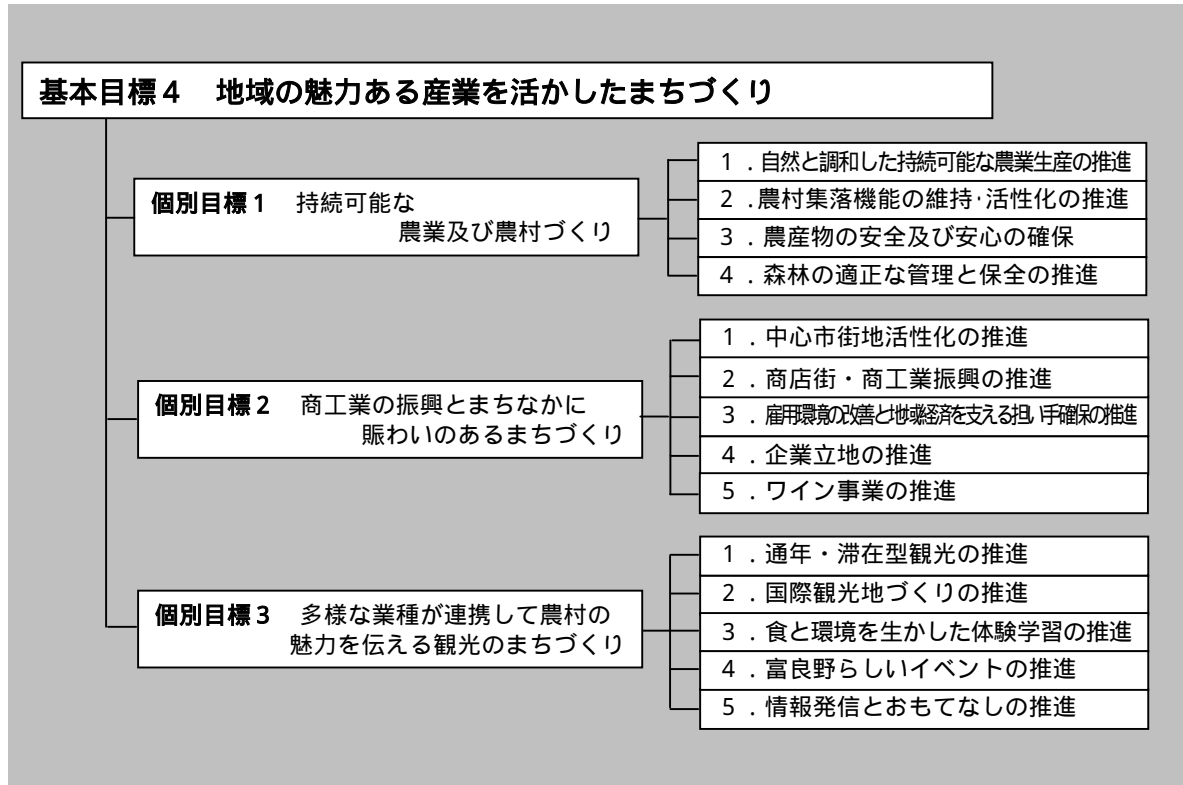 基本目標4　地域の魅力ある産業を活かしたまちづくり
個別目標1　持続可能な
農業及び農村づくり
1．自然と調和した持続可能な農業生産の推進
2．農村集落機能の維持･活性化の推進
3．農産物の安全及び安心の確保
4．森林の適正な管理と保全の推進
個別目標2　商工業の振興とまちなかに
賑わいのあるまちづくり
1．中心市街地活性化の推進
2．商店街・商工業振興の推進
3．雇用環境の改善と地域経済を支える担い手確保の推進
4．企業立地の推進
5．ワイン事業の推進
個別目標3　多様な業種が連携して農村の
魅力を伝える観光のまちづくり
1．通年・滞在型観光の推進
2．国際観光地づくりの推進
3．食と環境を生かした体験学習の推進
4．富良野らしいイベントの推進
5．情報発信とおもてなしの推進